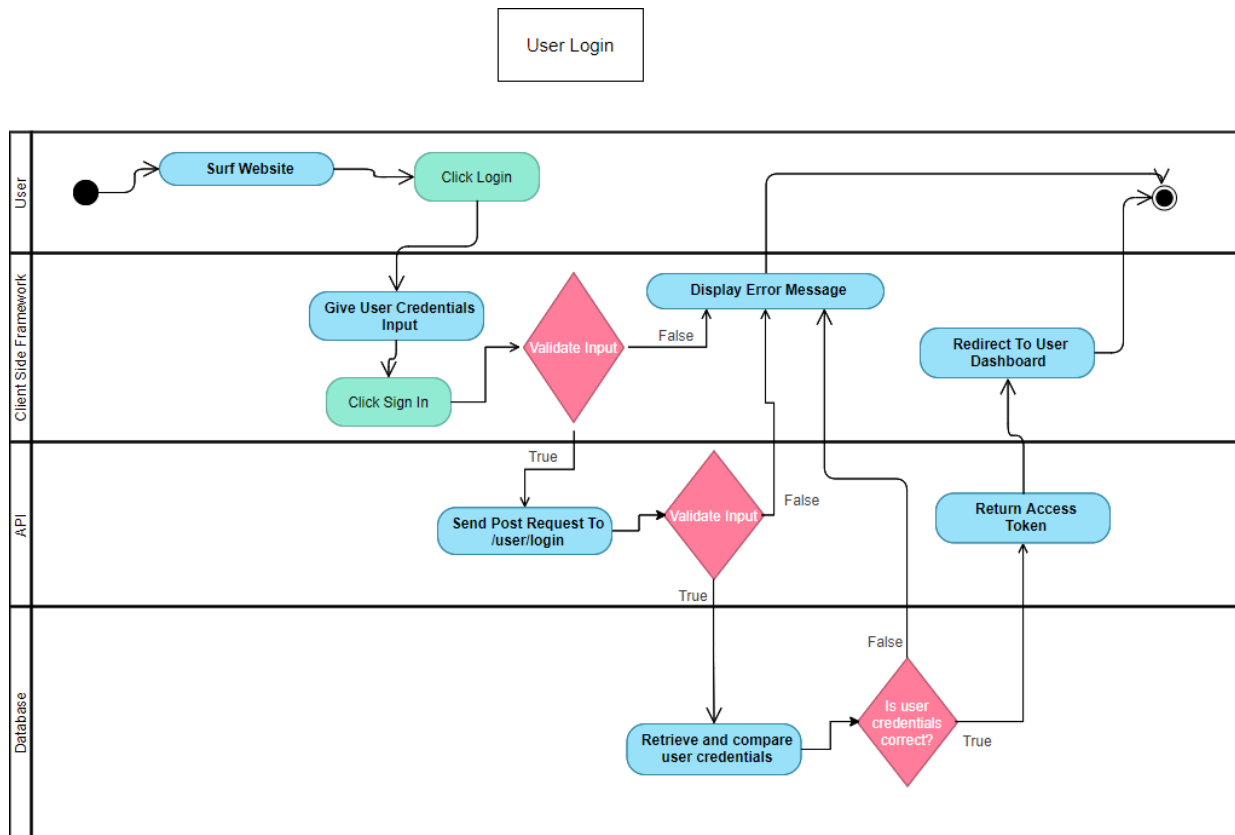 User Login
User
Surf Website
Click Login
Client Side Framework
Give User Credentials
Input
Click Sign In
Validate Input
False
Display Error Message
Redirect To User
Dashboard
True
API
Send Post Request To
/user/login
Validate Input
False
True
Return Access
Token
Database
Retrieve and compare
user credentials
False
Is user
credentials
correct?
True